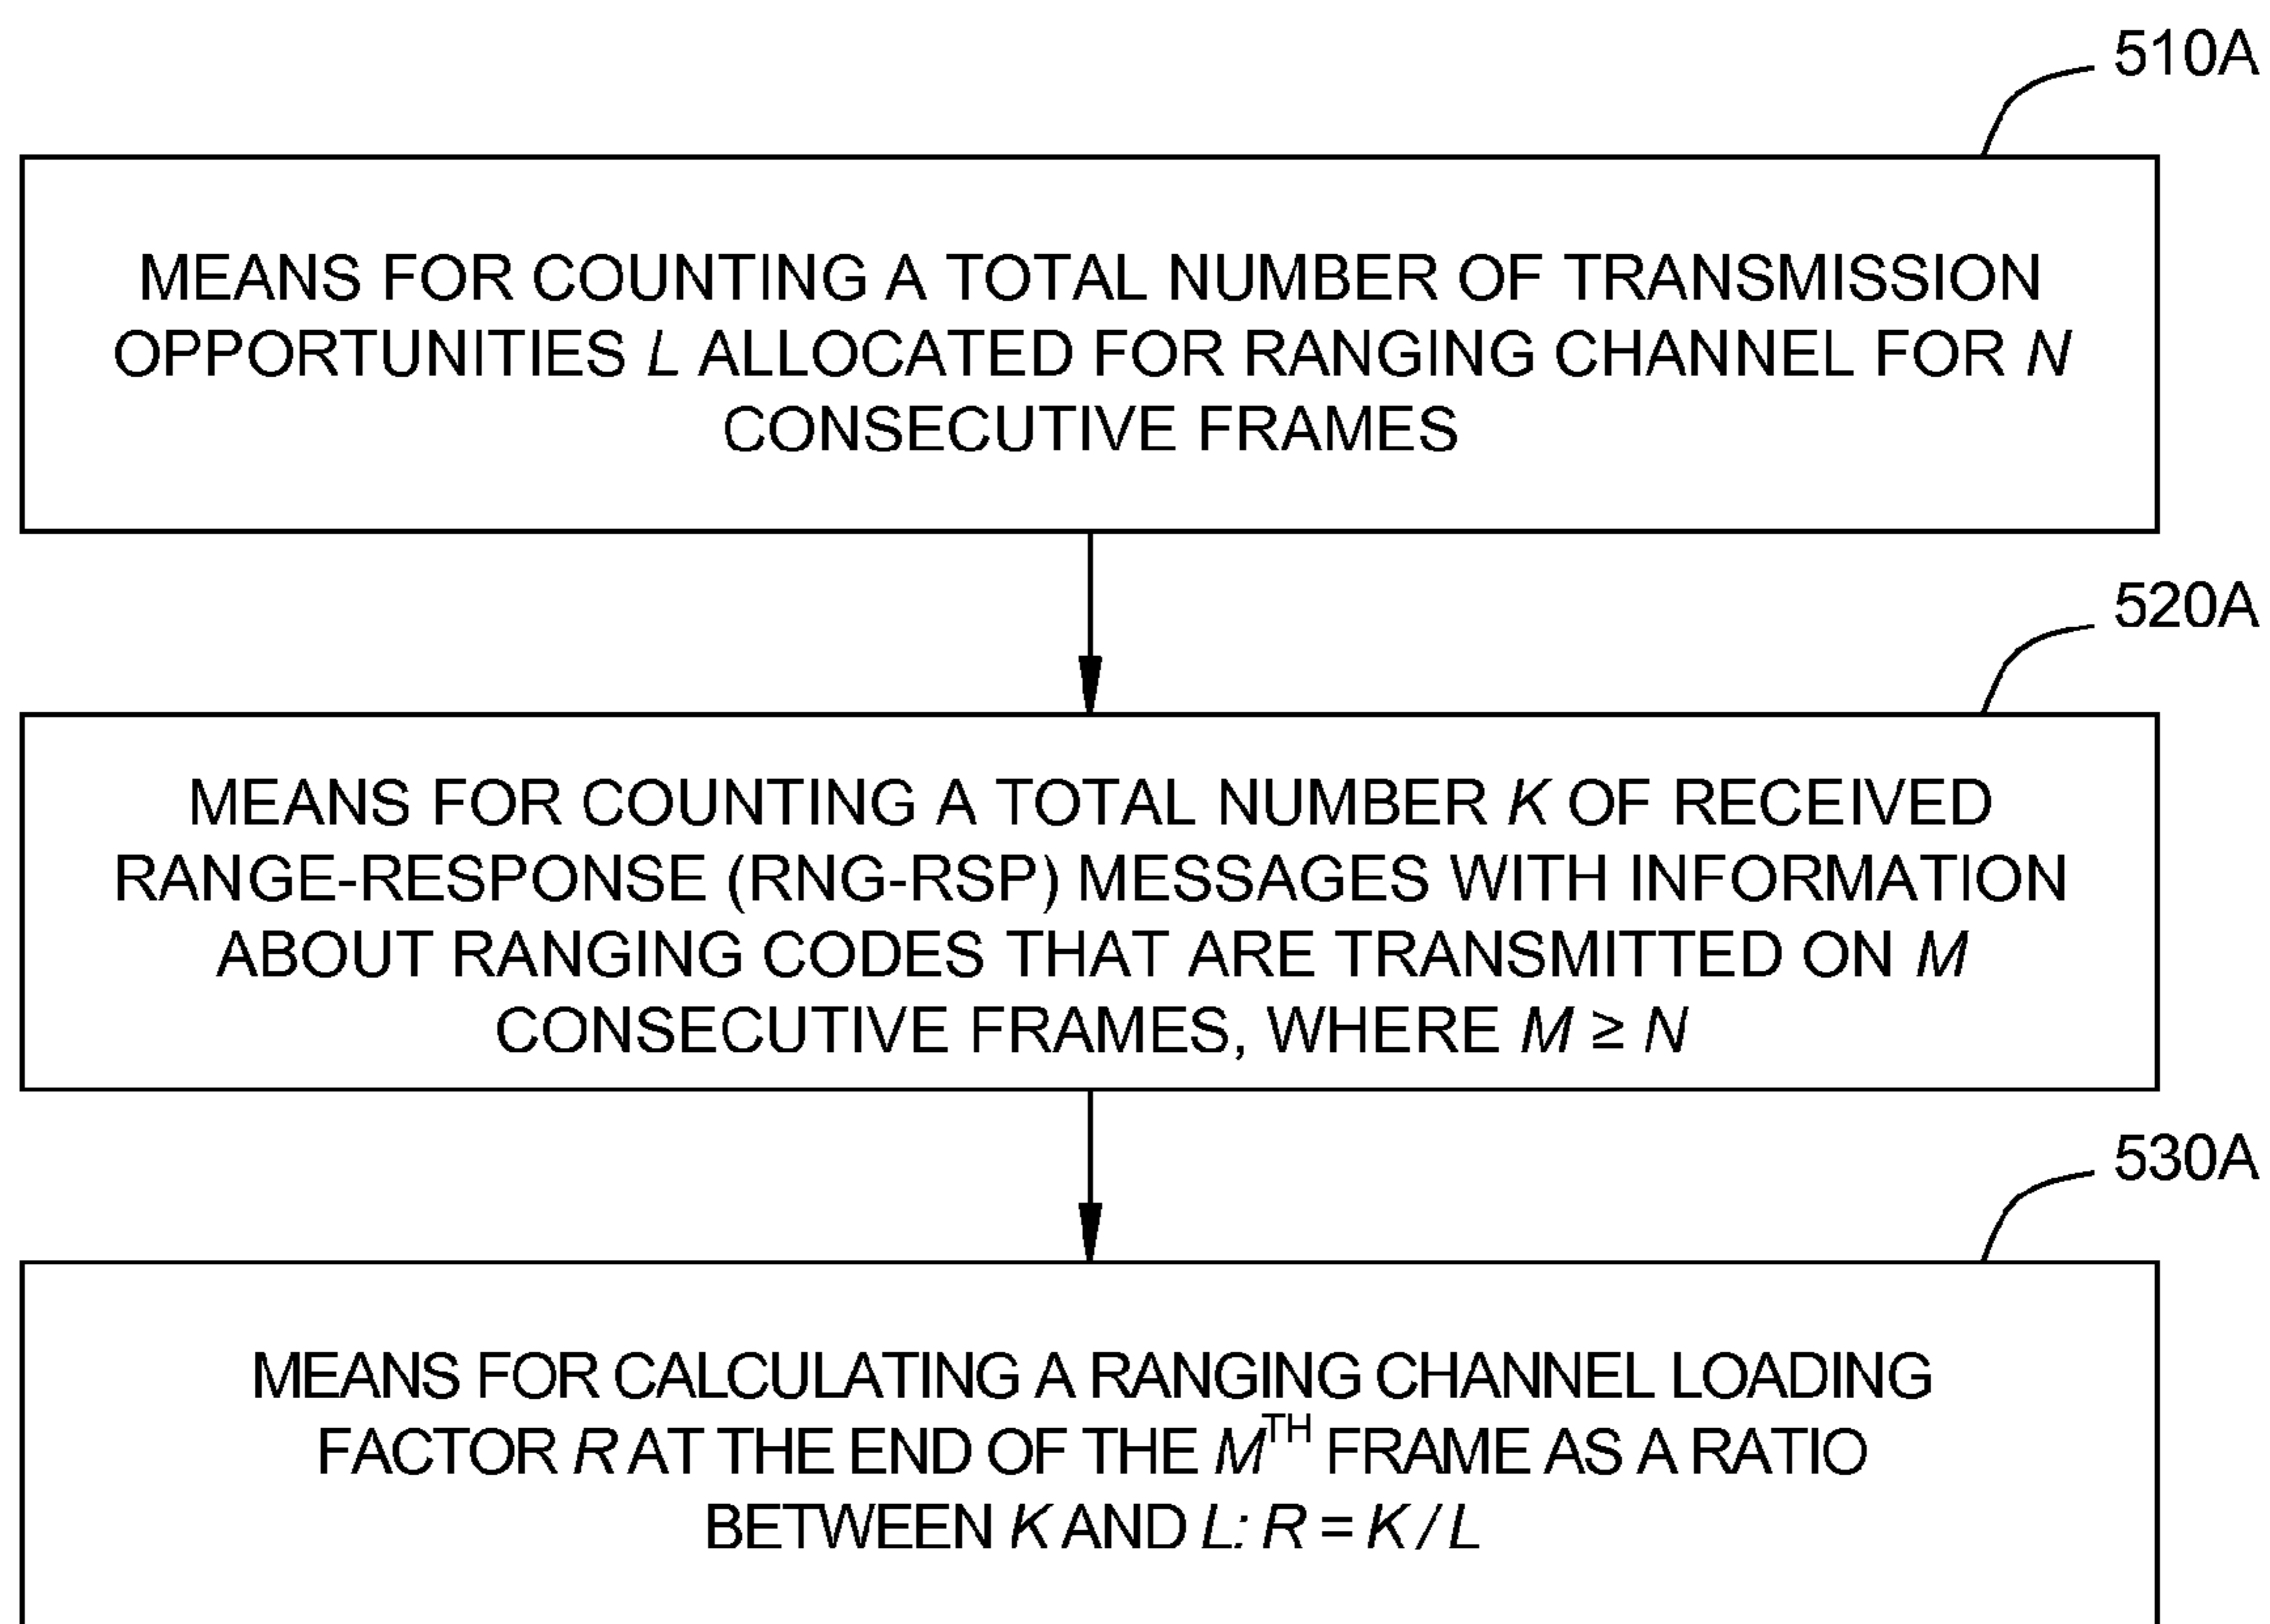 510A
MEANS FOR COUNTING A TOTAL NUMBER OF TRANSMISSION
OPPORTUNITIES L ALLOCATED FOR RANGING CHANNEL FOR N
CONSECUTIVE FRAMES
520A
MEANS FOR COUNTING A TOTAL NUMBER K OF RECEIVED
RANGE-RESPONSE (RNG-RSP) MESSAGES WITH INFORMATION
ABOUT RANGING CODES THAT ARE TRANSMITTED ON M
CONSECUTIVE FRAMES, WHERE M ≥ N
530A
MEANS FOR CALCULATING A RANGING CHANNEL LOADING
FACTOR R AT THE END OF THE M^TH FRAME AS A RATIO
BETWEEN K AND L: R = K / L